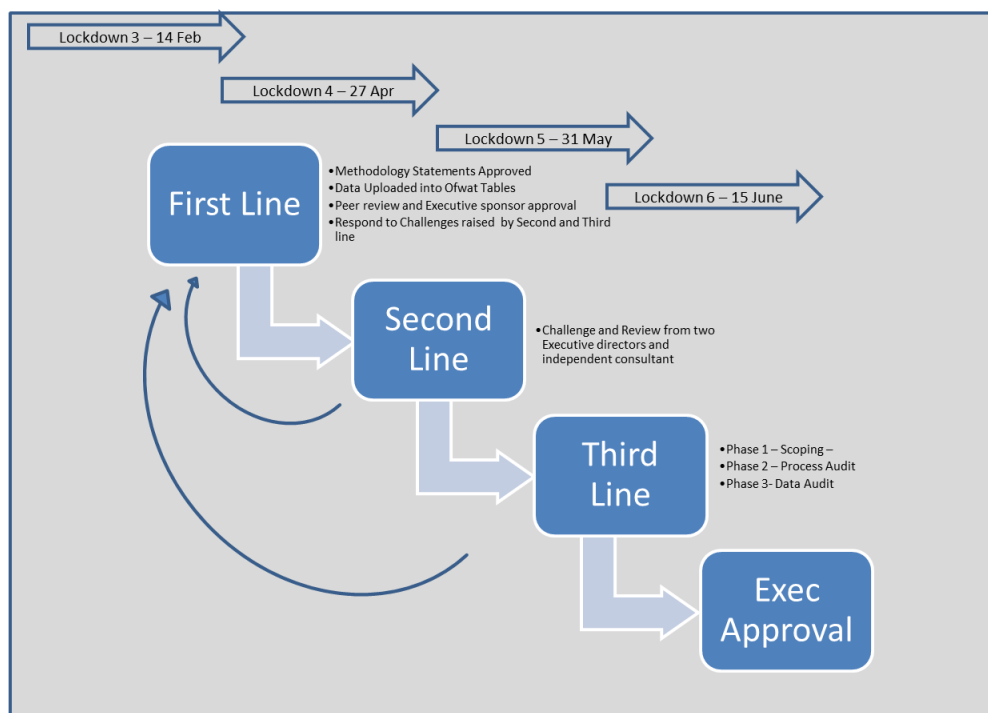 Lockdown 3 – 14 Feb
Lockdown 4 – 27 Apr
Lockdown 5 – 31 May
Lockdown 6 – 15 June
First Line
•Methodology Statements Approved
•Data Uploaded into Ofwat Tables
•Peer review and Executive sponsor approval
•Respond to Challenges raised by Second and Third
line
Second
Line
•Challenge and Review from two
Executive directors and
independent consultant
Third
Line
•Phase 1 – Scoping –
•Phase 2 – Process Audit
•Phase 3- Data Audit
Exec
Approval